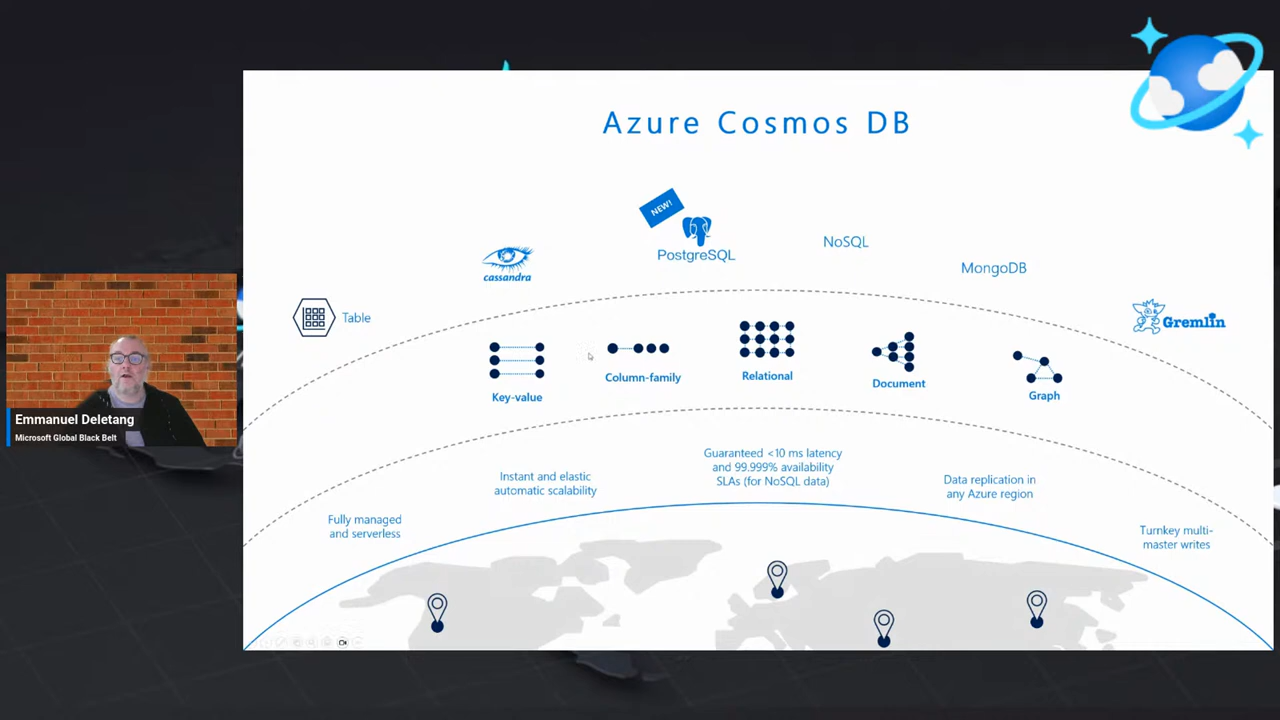 Azure Cosmos DB
NEW!
cassandra
PostgreSQL
NoSQL
MongoDB
Table
Gremlin
Key-value
Column-family
Relational
Document
Graph
Fully managed
and serverless
Instant and elastic
automatic scalability
Guaranteed <10 ms latency
and 99.999% availability
SLAs (for NoSQL data)
Data replication in
any Azure region
Turnkey multi-
master writes
Emmanuel Deletang
Microsoft Global Black Belt